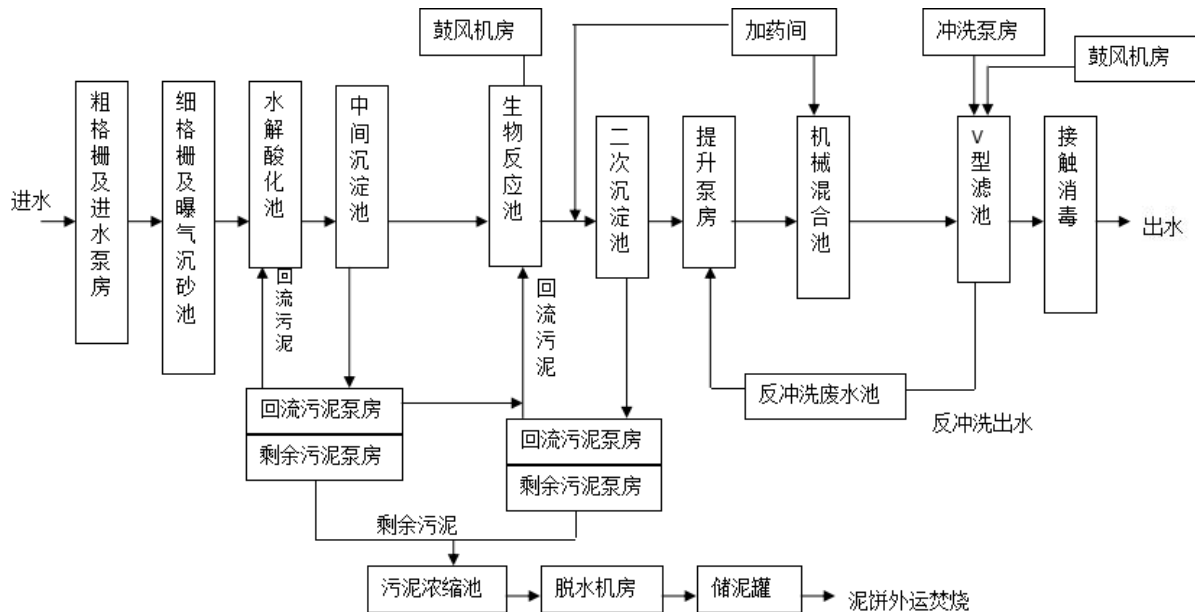 鼓风机房
加药间
冲洗泵房
鼓风机房
进水
粗格栅及进水泵房
细格栅及曝气沉砂池
水解酸化池
中间沉淀池
生物反应池
二次沉淀池
提升泵房
机械混合池
V型滤池
接触消毒
出水
回流污泥
回流污泥
回流污泥泵房
剩余污泥泵房
回流污泥泵房
剩余污泥泵房
反冲洗废水池
反冲洗出水
剩余污泥
污泥浓缩池
脱水机房
储泥罐
泥饼外运焚烧